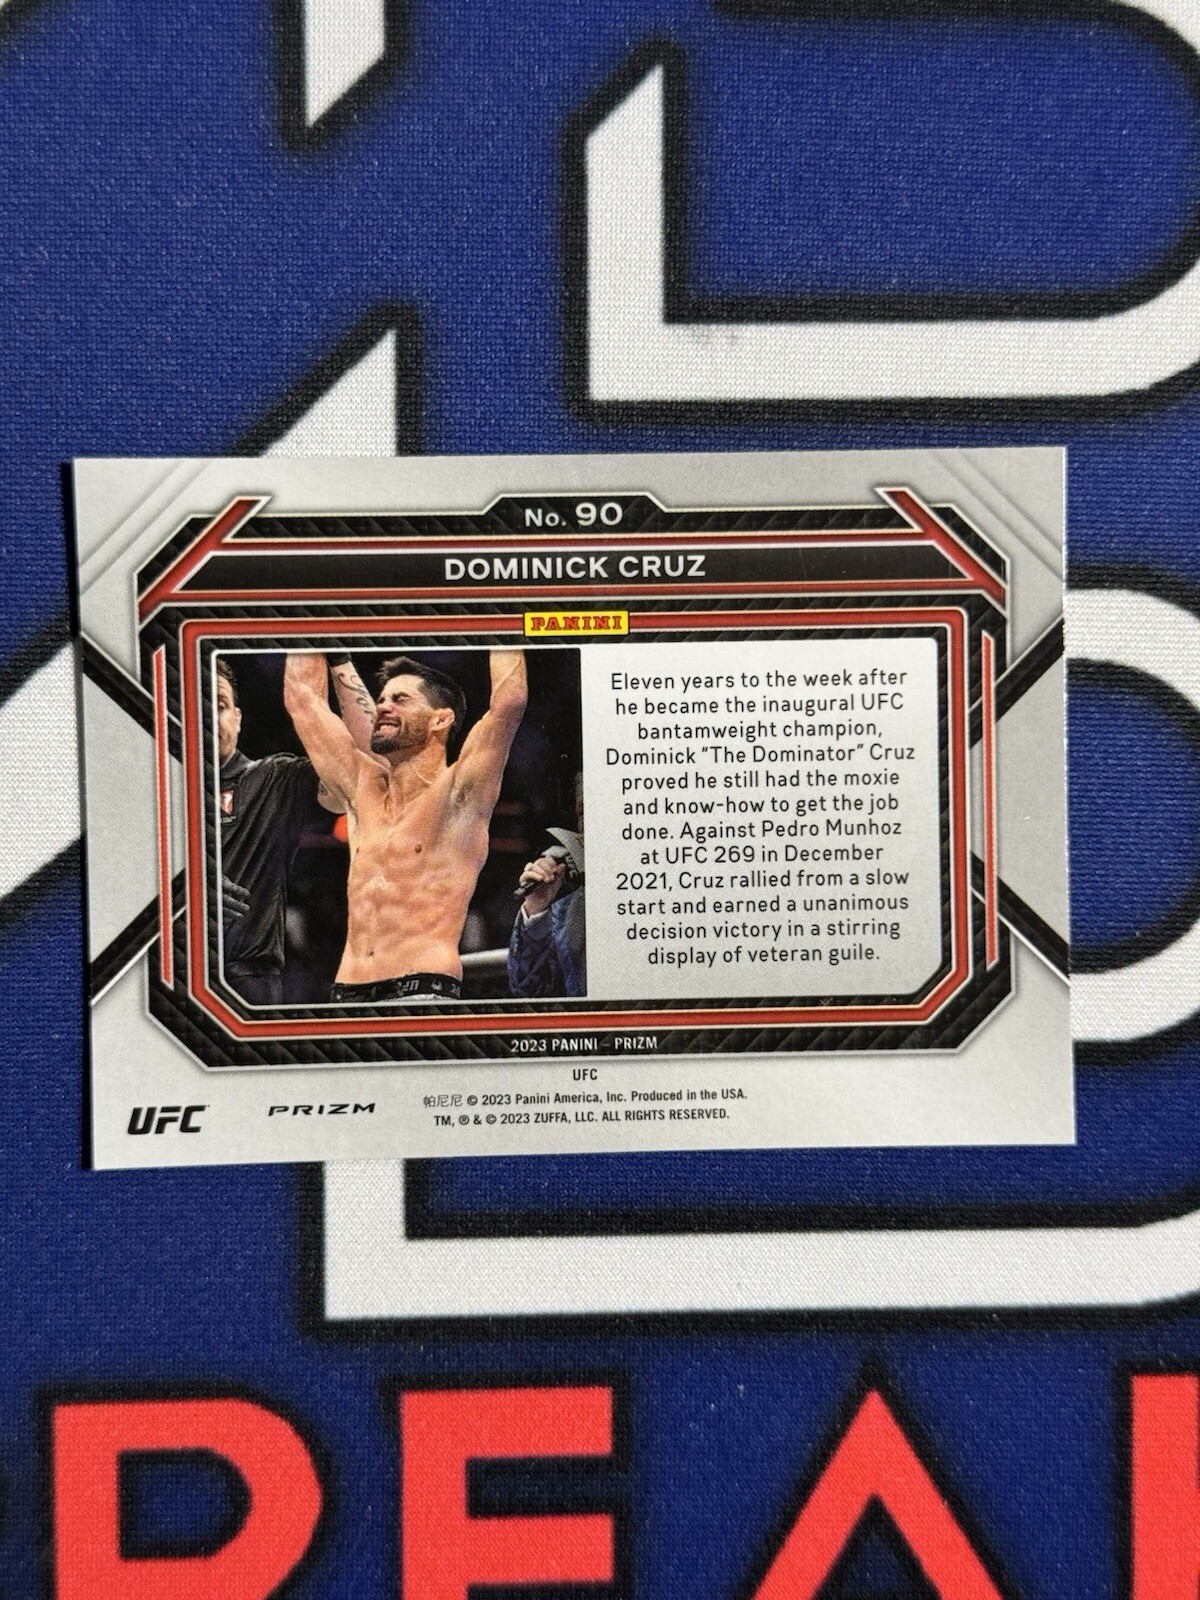 No. 90
DOMINICK CRUZ
PANINI
Eleven years to the week after
he became the inaugural UFC
bantamweight champion,
Dominick "The Dominator" Cruz
proved he still had the moxie
and know-how to get the job
done. Against Pedro Munhoz
at UFC 269 in December
2021, Cruz rallied from a slow
start and earned a unanimous
decision victory in a stirring
display of veteran guile.
2023 PANINI – PRIZM
UFC
帕尼尼 © 2023 Panini America, Inc. Produced in the USA.
TM, ® & © 2023 ZUFFA, LLC. ALL RIGHTS RESERVED.
UFC
PRIZM